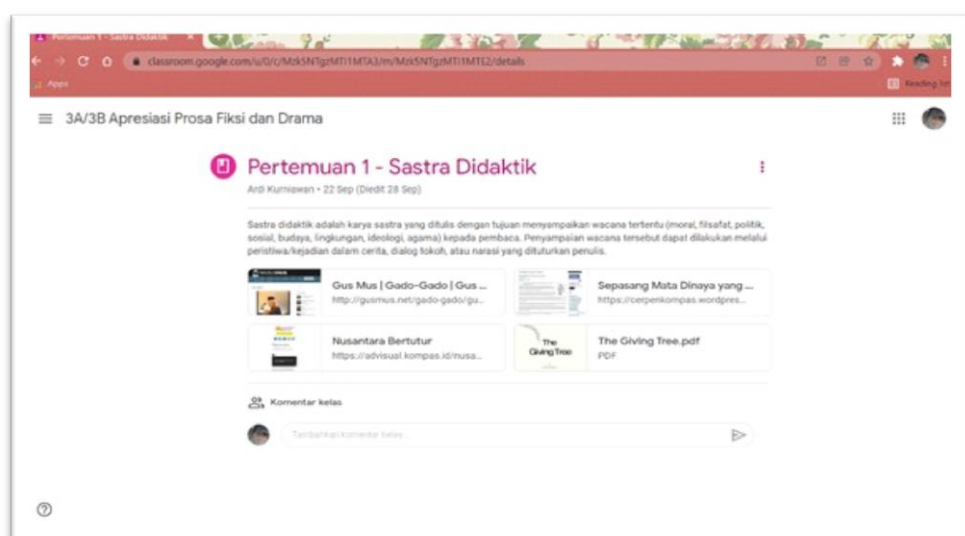 Pertemuan 1 - Sastra Didaktik
classroom.google.com/u/0/c/
Apps
Reading list
3A/3B Apresiasi Prosa Fiksi dan Drama
Pertemuan 1 - Sastra Didaktik
Ardi Kurniawan • 22 Sep (Diedit 28 Sep)
Sastra didaktik adalah karya sastra yang ditulis dengan tujuan menyampaikan wacana tertentu (moral, filsafat, politik,
sosial, budaya, lingkungan, ideologi, agama) kepada pembaca. Penyampaian wacana tersebut dapat dilakukan melalui
peristiwa/kejadian dalam cerita, dialog tokoh, atau narasi yang dituturkan penulis.
Gus Mus | Gado-Gado | Gus ...
http://gusmus.net/gado-gado/gu...
Sepasang Mata Dinaya yang ...
https://cerpenkompas.wordpres...
Nusantara Bertutur
https://advisual.kompas.id/nusa...
The
Giving Tree
The Giving Tree.pdf
PDF
Komentar kelas
Tambahkan komentar kelas...